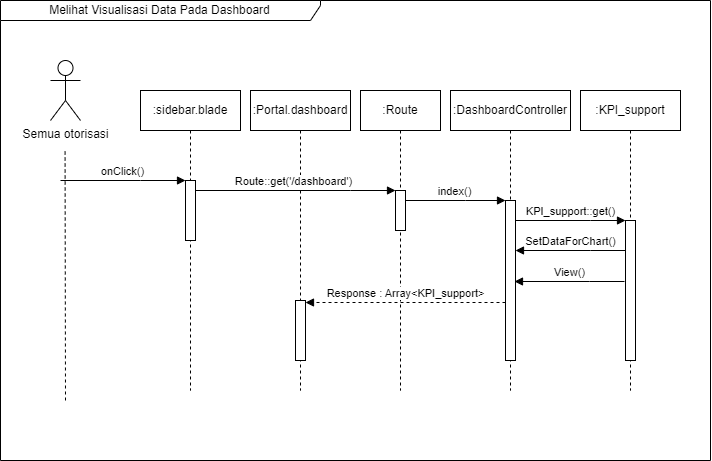 Melihat Visualisasi Data Pada Dashboard
:sidebar.blade
:Portal.dashboard
:Route
:DashboardController
:KPI_support
Semua otorisasi
onClick()
Route::get('/dashboard')
index()
KPI_support::get()
SetDataForChart()
View()
Response : Array<KPI_support>